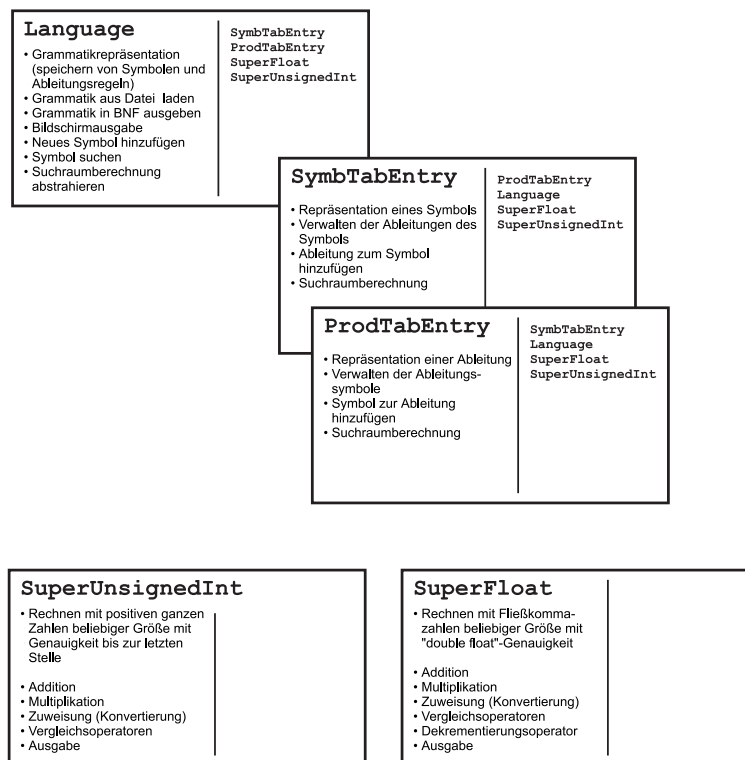 Language
• Grammatikrepräsentation
(speichern von Symbolen und
Ableitungsregeln)
• Grammatik aus Datei laden
• Grammatik in BNF ausgeben
• Bildschirmausgabe
• Neues Symbol hinzufügen
• Symbol suchen
• Suchraumberechnung
abstrahieren
SymbTabEntry
ProdTabEntry
SuperFloat
SuperUnsignedInt
SymbTabEntry
• Repräsentation eines Symbols
• Verwalten der Ableitungen des
Symbols
• Ableitung zum Symbol
hinzufügen
• Suchraumberechnung
ProdTabEntry
Language
SuperFloat
SuperUnsignedInt
ProdTabEntry
• Repräsentation einer Ableitung
• Verwalten der Ableitungs-
symbole
• Symbol zur Ableitung
hinzufügen
• Suchraumberechnung
SymbTabEntry
Language
SuperFloat
SuperUnsignedInt
SuperUnsignedInt
• Rechnen mit positiven ganzen
Zahlen beliebiger Größe mit
Genauigkeit bis zur letzten
Stelle
• Addition
• Multiplikation
• Zuweisung (Konvertierung)
• Vergleichsoperatoren
• Ausgabe
SuperFloat
• Rechnen mit Fließkomma-
zahlen beliebiger Größe mit
"double float"-Genauigkeit
• Addition
• Multiplikation
• Zuweisung (Konvertierung)
• Vergleichsoperatoren
• Dekrementierungsoperator
• Ausgabe